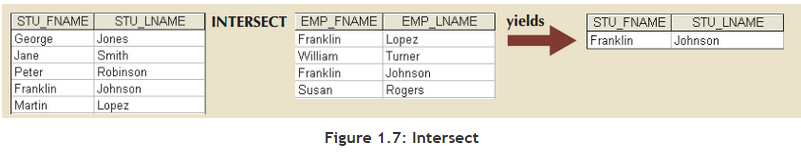 STU_FNAME STU_LNAME INTERSECT EMP_FNAME EMP_LNAME yields STU_FNAME STU_LNAME
George Jones Franklin Lopez Franklin Johnson
Jane Smith William Turner
Peter Robinson Franklin Johnson
Franklin Johnson Susan Rogers
Martin Lopez
Figure 1.7: Intersect